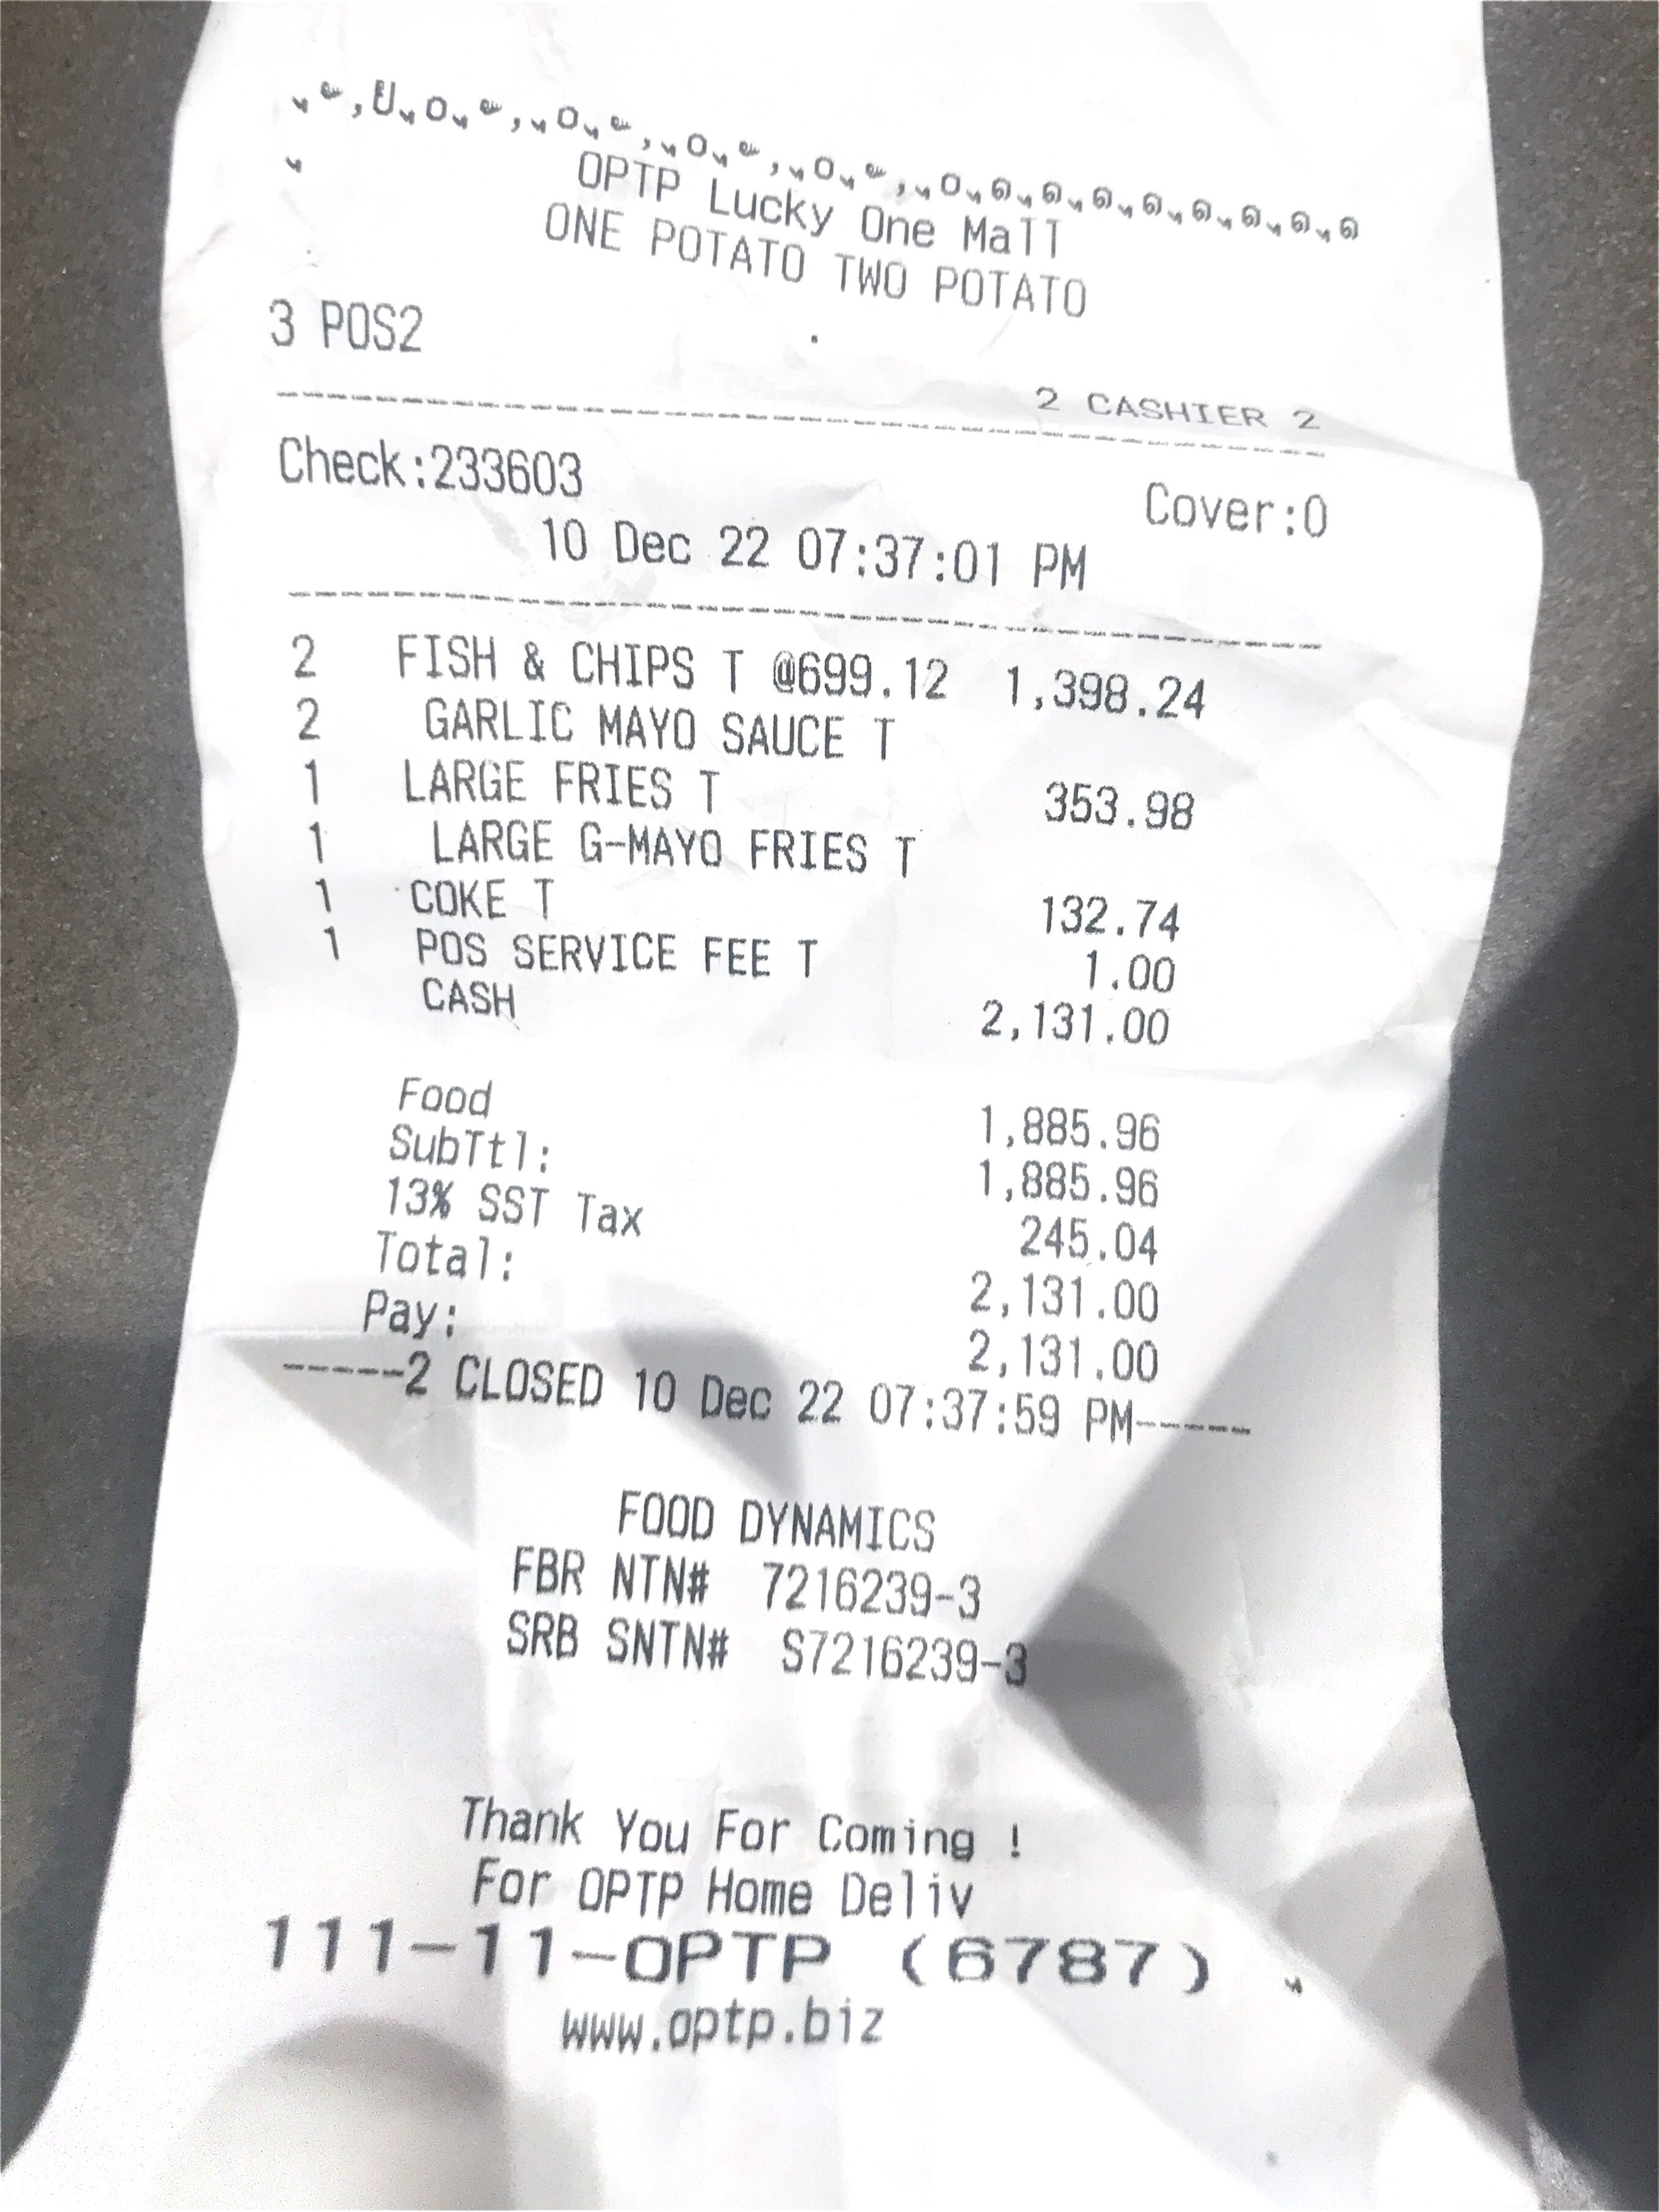 OPTP Lucky One Mall
ONE POTATO TWO POTATO
3 POS2
2 CASHIER 2
Check:233603 Cover:0
10 Dec 22 07:37:01 PM
2 FISH & CHIPS T @699.12 1,398.24
2 GARLIC MAYO SAUCE T
1 LARGE FRIES T 353.98
1 LARGE G-MAYO FRIES T
1 COKE T 132.74
1 POS SERVICE FEE T 1.00
CASH 2,131.00
Food 1,885.96
SubTtl: 1,885.96
13% SST Tax 245.04
Total: 2,131.00
Pay: 2,131.00
-----2 CLOSED 10 Dec 22 07:37:59 PM-----
FOOD DYNAMICS
FBR NTN# 7216239-3
SRB SNTN# S7216239-3
Thank You For Coming !
For OPTP Home Deliv
111-11-OPTP (6787)
www.optp.biz